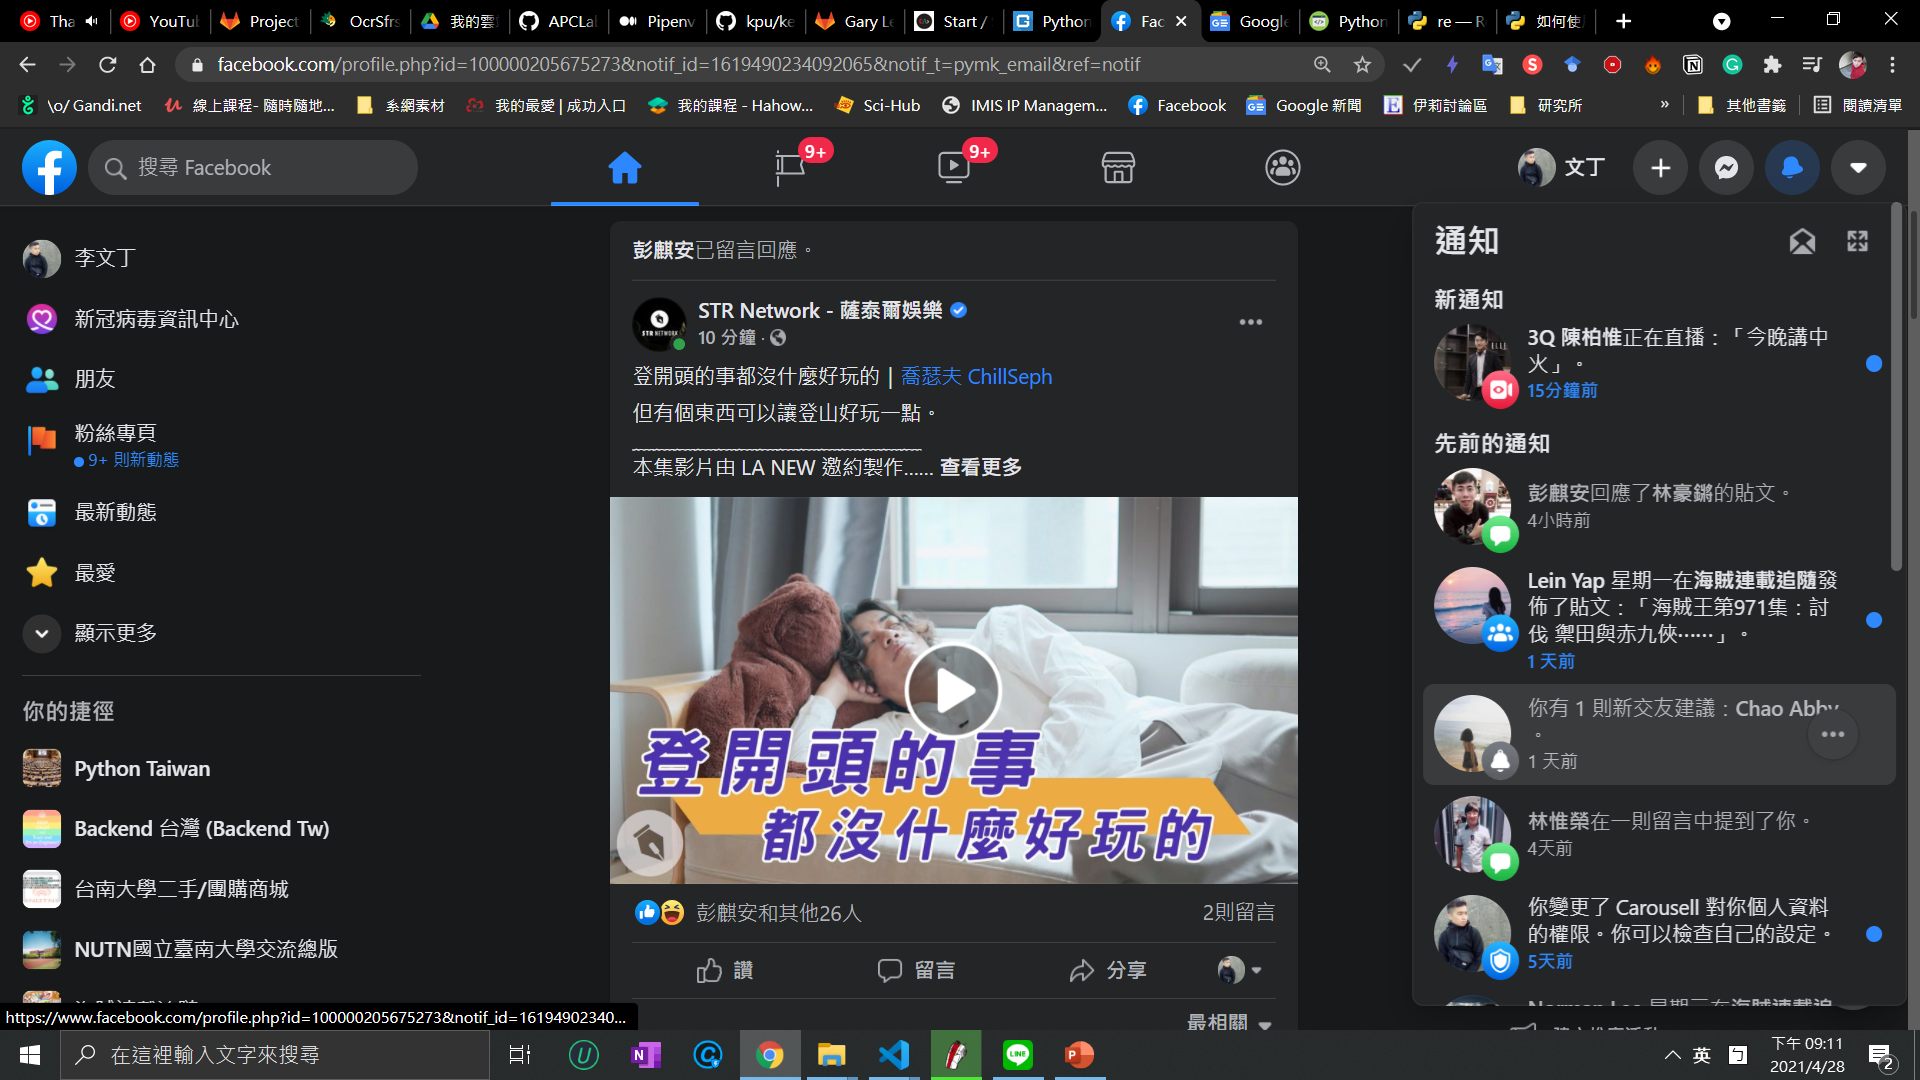 Tha
YouTub
Project
OcrSfrs
我的雲
APCLa
Pipenv
kpu/ke
Gary Le
Start /
Python
Fac
Google
Python
re — R
如何使
facebook.com/profile.php?id=100000205675273&notif_id=1619490234092065&notif_t=pymk_email&ref=notif
\o/ Gandi.net
線上課程- 隨時隨地...
系網素材
我的最愛 | 成功入口
我的課程 - Hahow...
Sci-Hub
IMIS IP Managem...
Facebook
Google 新聞
伊莉討論區
研究所
»
其他書籤
閱讀清單
搜尋 Facebook
9+
9+
文丁
李文丁
新冠病毒資訊中心
朋友
粉絲專頁
9+ 則新動態
最新動態
最愛
顯示更多
你的捷徑
Python Taiwan
Backend 台灣 (Backend Tw)
台南大學二手/團購商城
NUTN國立臺南大學交流總版
https://www.facebook.com/profile.php?id=100000205675273&notif_id=16194902340...
彭麒安已留言回應。
STR Network - 薩泰爾娛樂
10 分鐘 ·
登開頭的事都沒什麼好玩的 | 喬瑟夫 ChillSeph
但有個東西可以讓登山好玩一點。
本集影片由 LA NEW 邀約製作...... 查看更多
登開頭的事
都沒什麼好玩的
彭麒安和其他26人
2則留言
讚
留言
分享
最相關
通知
新通知
3Q 陳柏惟正在直播：「今晚講中
火」。
15分鐘前
先前的通知
彭麒安回應了林豪鏘的貼文。
4小時前
Lein Yap 星期一在海賊連載追隨發
佈了貼文：「海賊王第971集：討
伐 禦田與赤九俠⋯⋯」。
1 天前
你有 1 則新交友建議：Chao Abby
。
1 天前
林惟榮在一則留言中提到了你。
4天前
你變更了 Carousell 對你個人資料
的權限。你可以檢查自己的設定。
5天前
在這裡輸入文字來搜尋
英
下午 09:11
2021/4/28
2